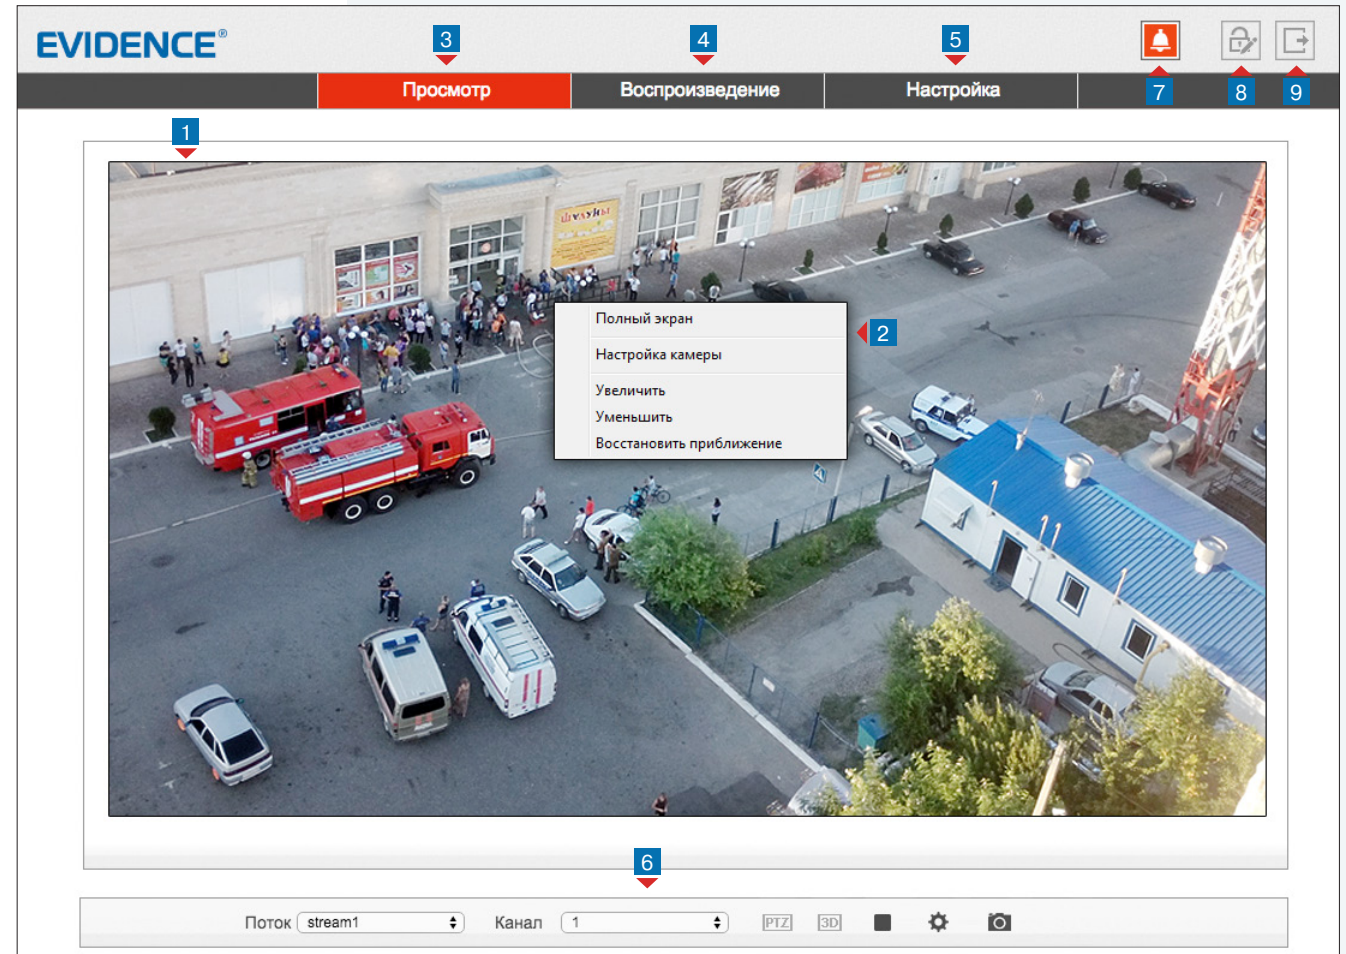 EVIDENCE®
3
4
5
7
8
9
Просмотр
Воспроизведение
Настройка
1
ШУЛУНЫ
2
Полный экран
Настройка камеры
Увеличить
Уменьшить
Восстановить приближение
6
Поток
stream1
Канал
1
PTZ
3D